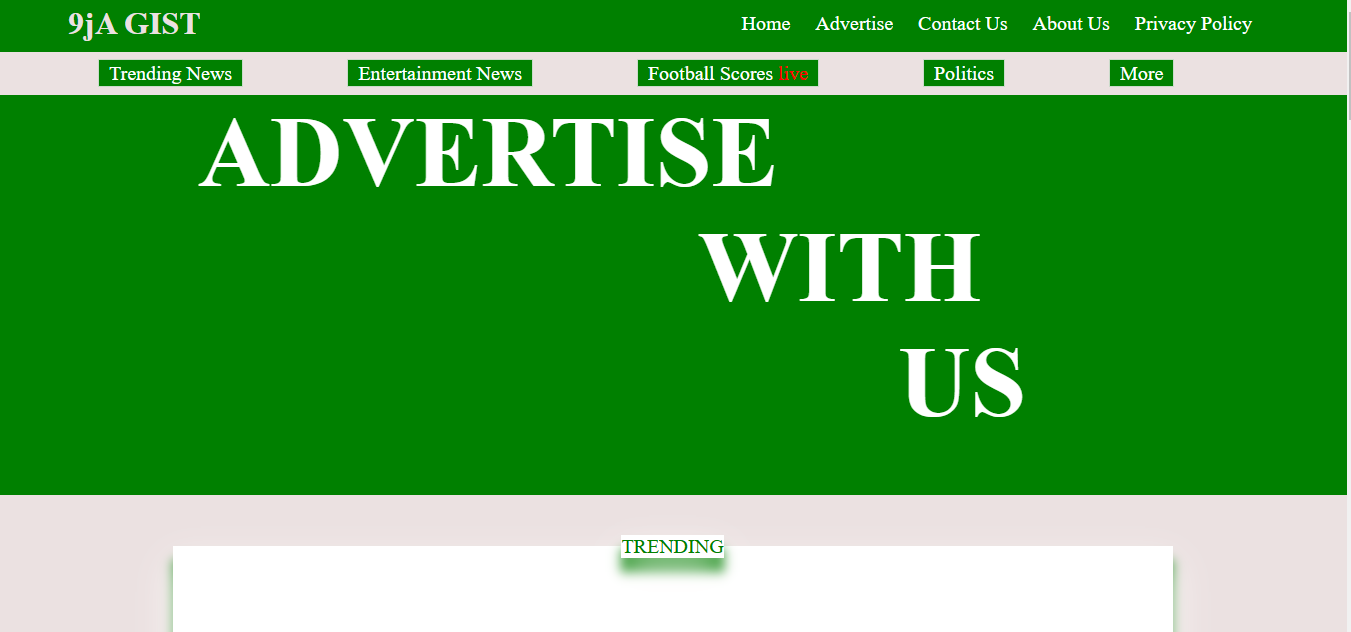 9jA GIST
Home Advertise Contact Us About Us Privacy Policy
Trending News Entertainment News Football Scores live Politics More
ADVERTISE
WITH
US
TRENDING